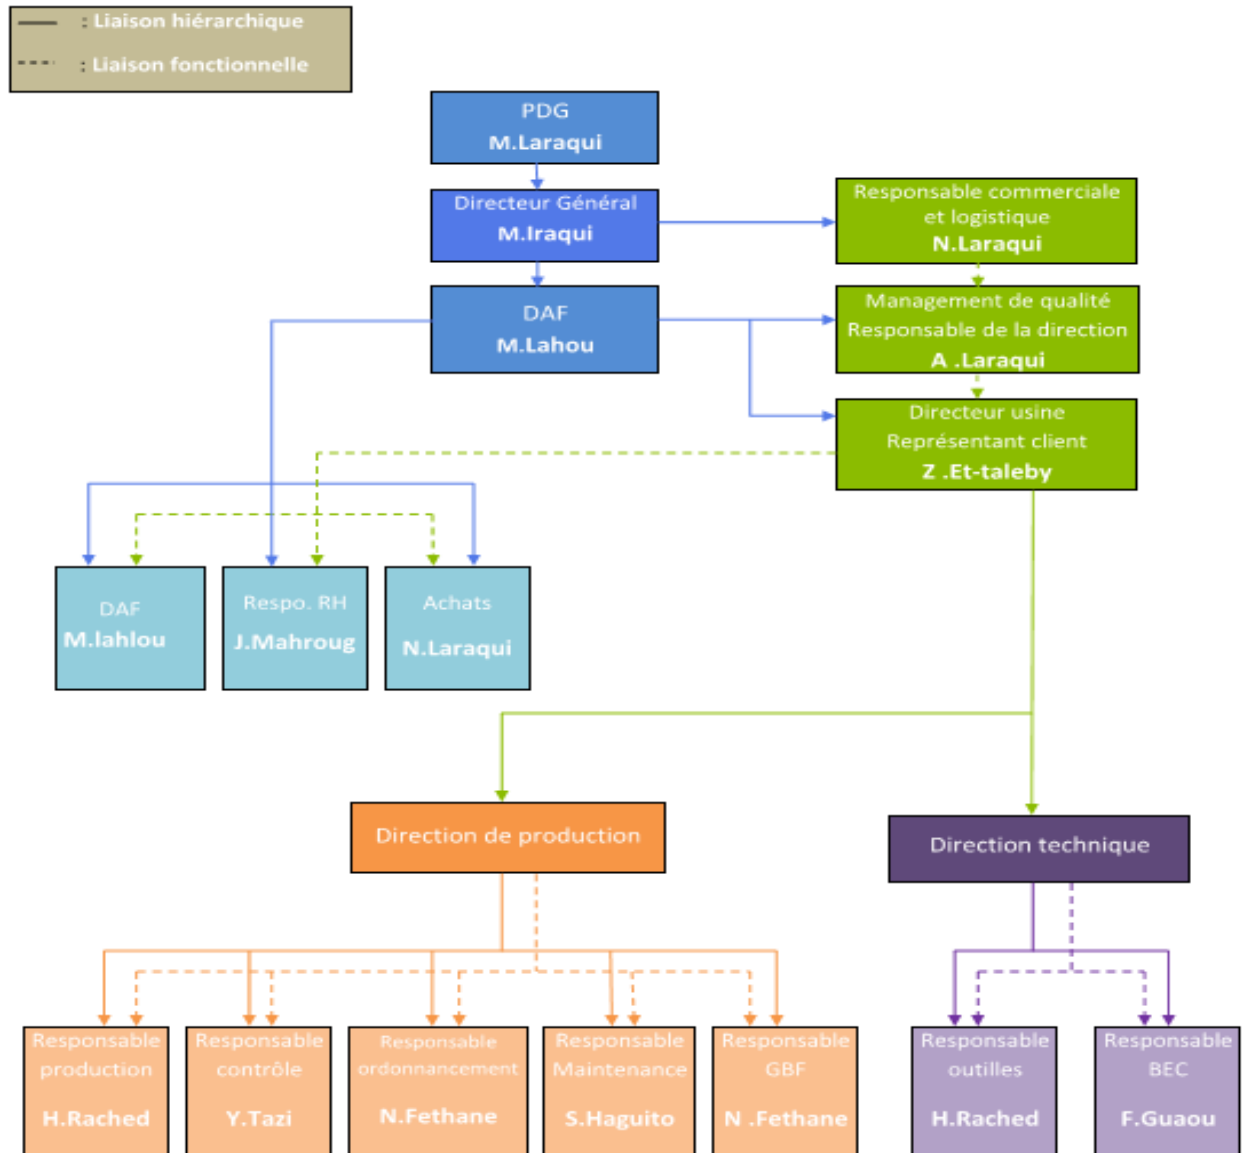 : Liaison hiérarchique
: Liaison fonctionnelle
PDG
M.Laraqui
Directeur Général
M.Iraqui
Responsable commerciale
et logistique
N.Laraqui
DAF
M.Lahou
Management de qualité
Responsable de la direction
A .Laraqui
Directeur usine
Représentant client
Z .Et-taleby
DAF
M.lahlou
Respo. RH
J.Mahroug
Achats
N.Laraqui
Direction de production
Direction technique
Responsable
production
H.Rached
Responsable
contrôle
Y.Tazi
Responsable
ordonnancement
N.Fethane
Responsable
Maintenance
S.Haguito
Responsable
GBF
N .Fethane
Responsable
outilles
H.Rached
Responsable
BEC
F.Guaou